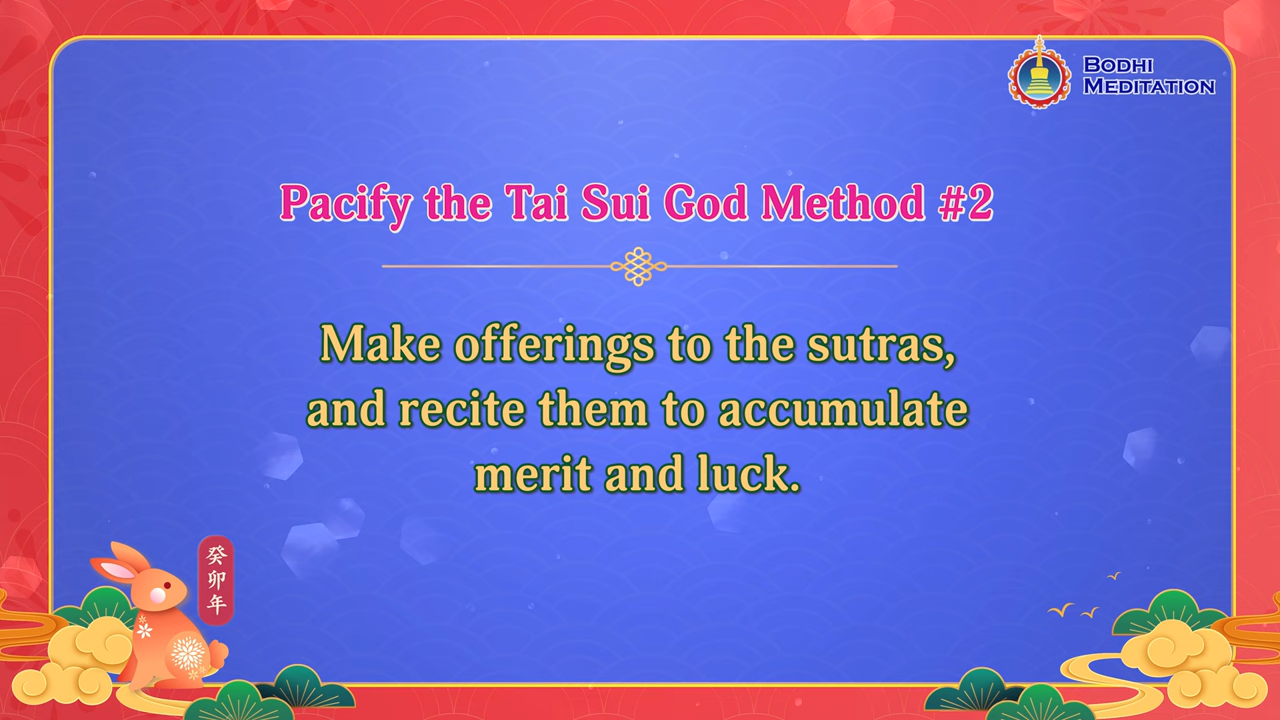 BODHI
MEDITATION
Pacify the Tai Sui God Method #2
Make offerings to the sutras,
and recite them to accumulate
merit and luck.
癸卯年